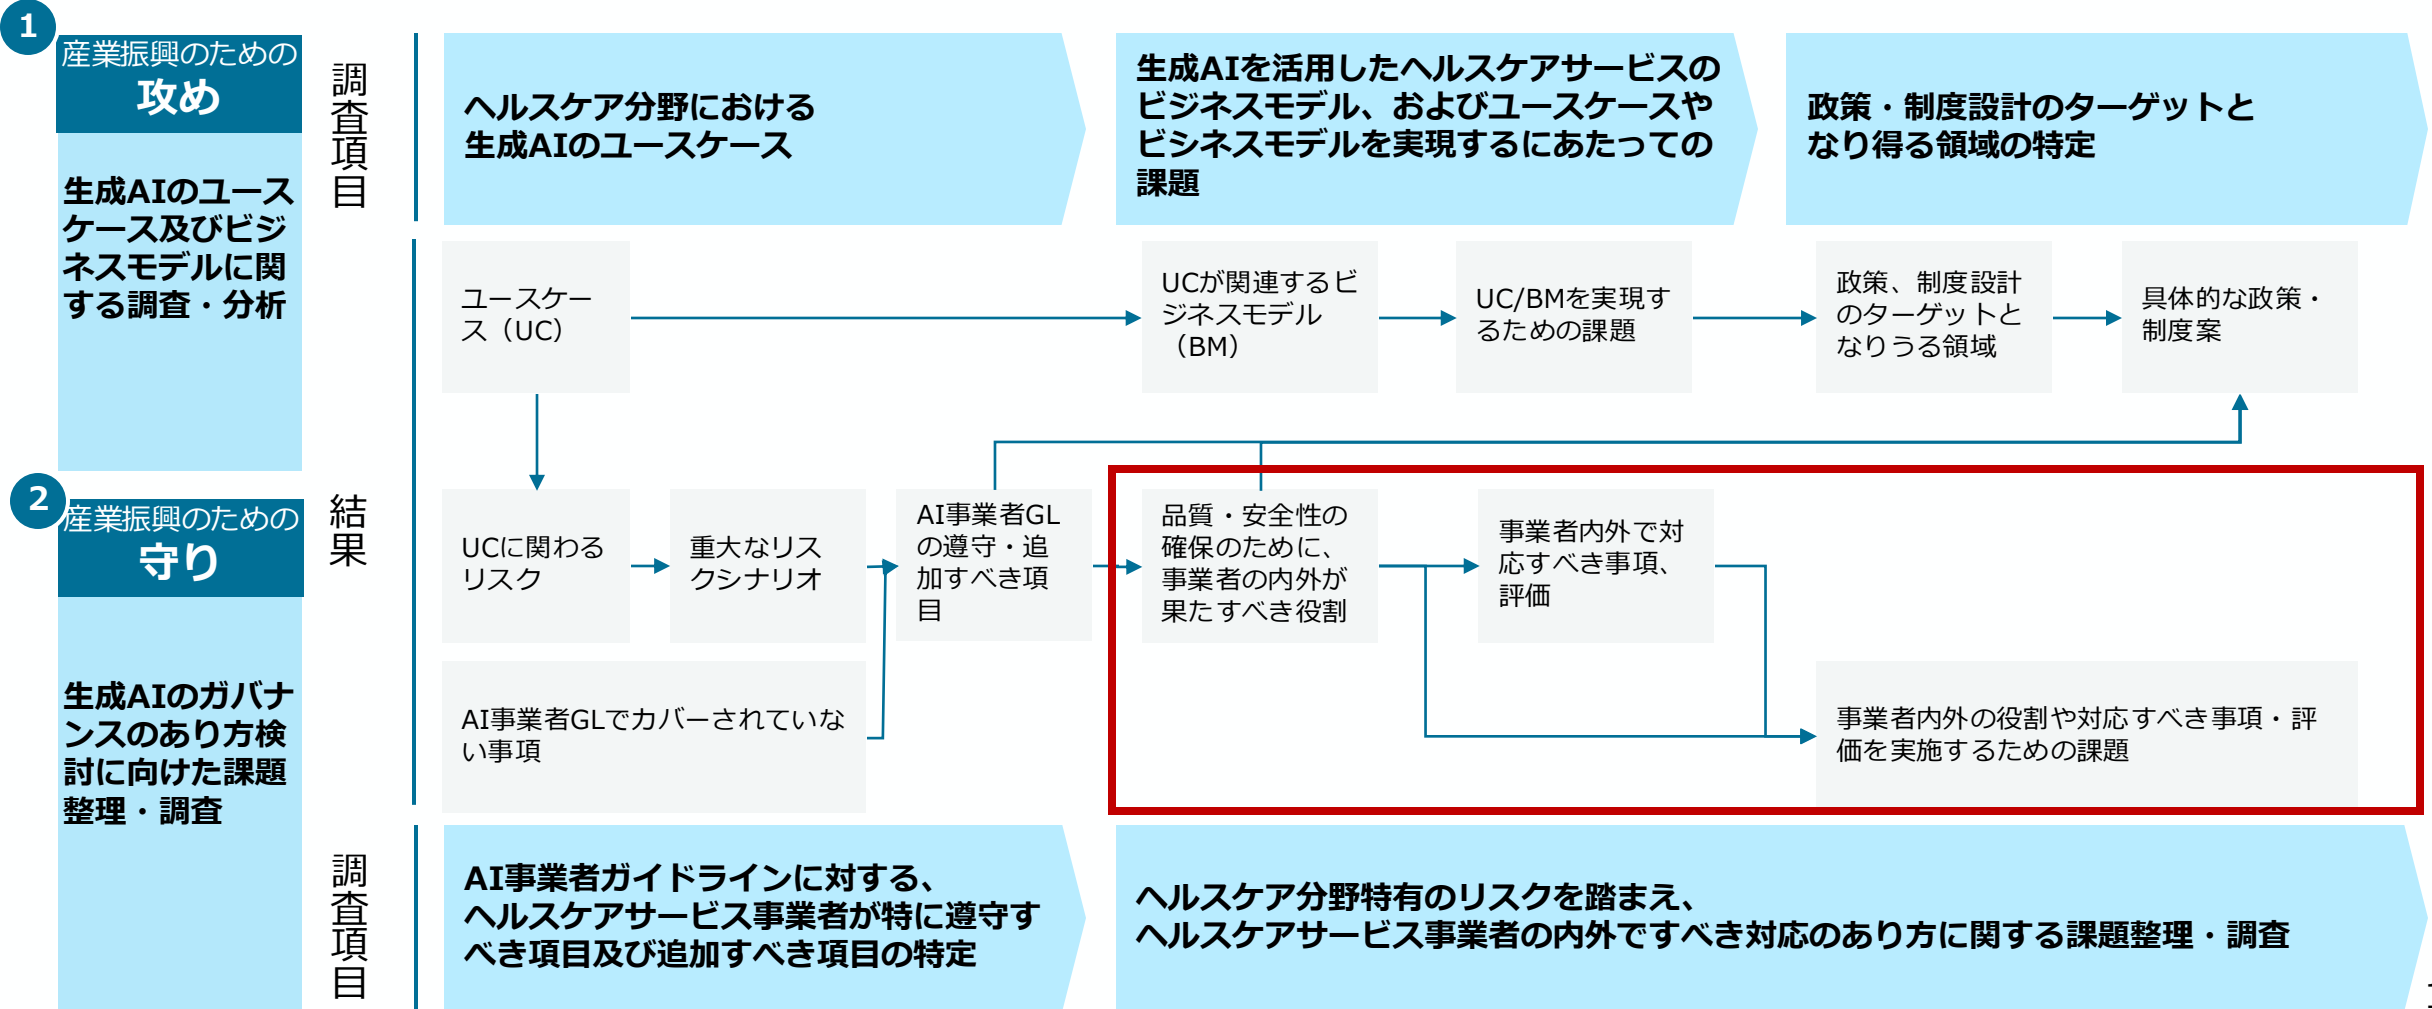 1
産業振興のための
攻め
生成AIのユース
ケース及びビジ
ネスモデルに関
する調査・分析
調査項目
ヘルスケア分野における
生成AIのユースケース
生成AIを活用したヘルスケアサービスの
ビジネスモデル、およびユースケースや
ビシネスモデルを実現するにあたっての
課題
政策・制度設計のターゲットと
なり得る領域の特定
結果
ユースケー
ス（UC）
UCが関連するビ
ジネスモデル
（BM）
UC/BMを実現す
るための課題
政策、制度設計
のターゲットと
なりうる領域
具体的な政策・
制度案
2
産業振興のための
守り
生成AIのガバナ
ンスのあり方検
討に向けた課題
整理・調査
UCに関わる
リスク
重大なリス
クシナリオ
AI事業者GL
の遵守・追
加すべき項
目
品質・安全性の
確保のために、
事業者の内外が
果たすべき役割
事業者内外で対
応すべき事項、
評価
AI事業者GLでカバーされていな
い事項
事業者内外の役割や対応すべき事項・評
価を実施するための課題
調査項目
AI事業者ガイドラインに対する、
ヘルスケアサービス事業者が特に遵守す
べき項目及び追加すべき項目の特定
ヘルスケア分野特有のリスクを踏まえ、
ヘルスケアサービス事業者の内外ですべき対応のあり方に関する課題整理・調査